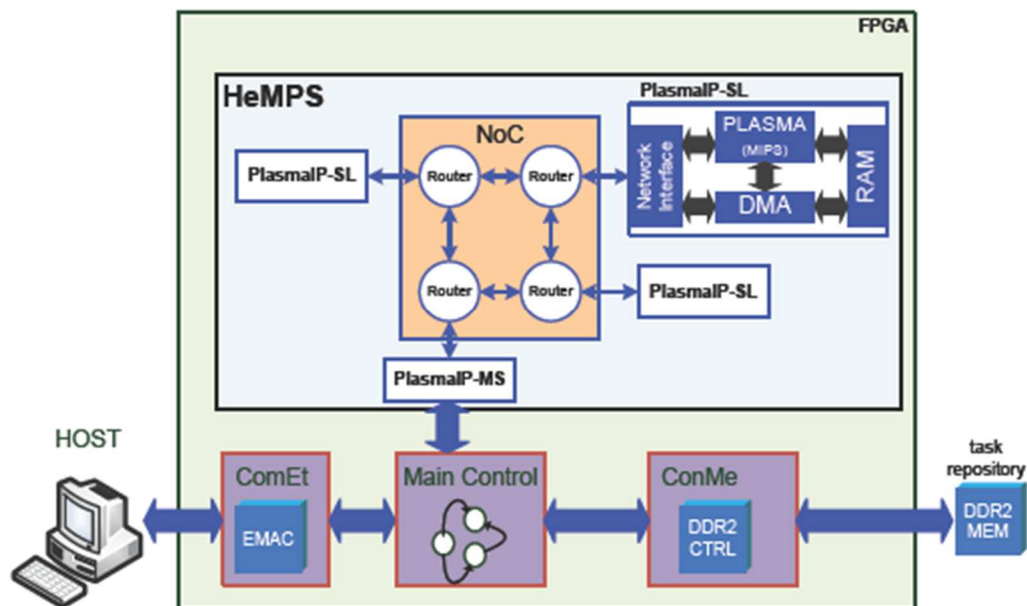 FPGA
HeMPS
NoC
PlasmaIP-SL
PlasmaIP-SL
Router
Router
Network
Interface
PLASMA
(MIPS)
DMA
RAM
Router
Router
PlasmaIP-SL
PlasmaIP-MS
HOST
ComEt
EMAC
Main Control
ConMe
DDR2
CTRL
task
repository
DDR2
MEM